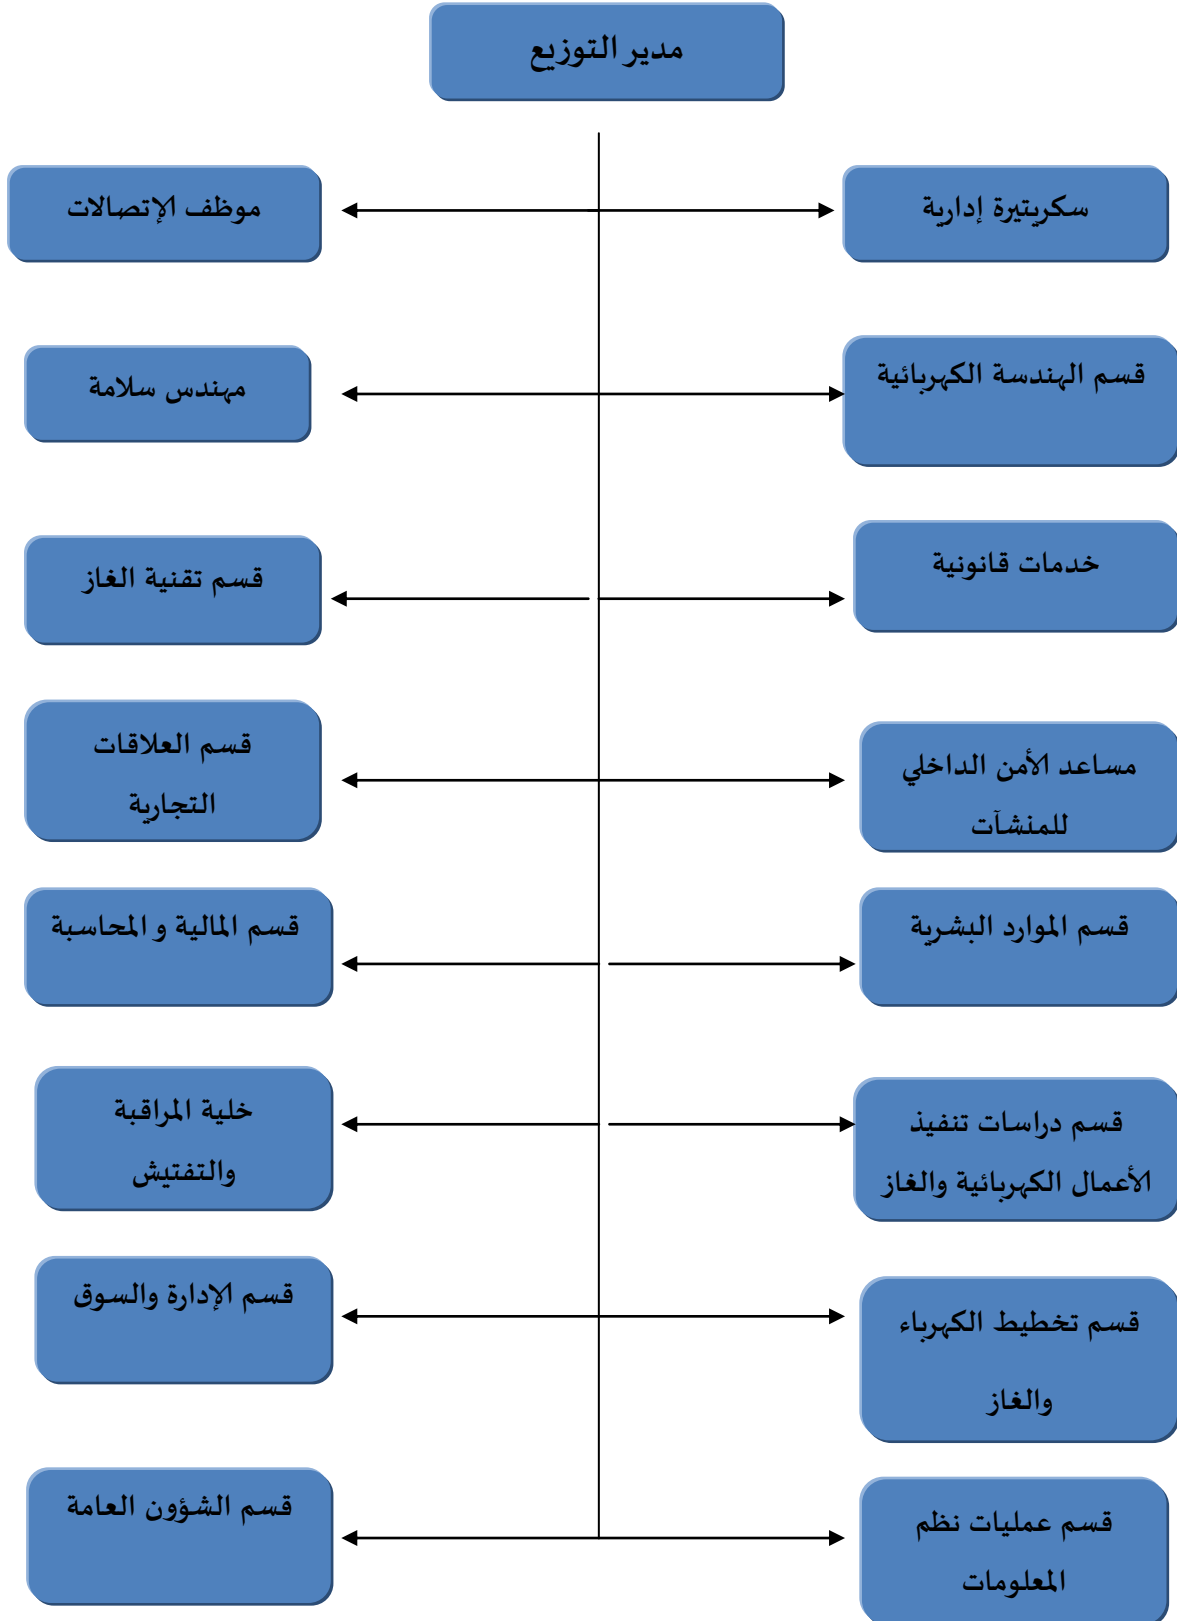 مدير التوزيع
سكريتيرة إدارية
موظف الإتصالات
قسم الهندسة الكهربائية
مهندس سلامة
خدمات قانونية
قسم تقنية الغاز
مساعد الأمن الداخلي
للمنشآت
قسم العلاقات
التجارية
قسم الموارد البشرية
قسم المالية و المحاسبة
قسم دراسات تنفيذ
الأعمال الكهربائية والغاز
خلية المراقبة
والتفتيش
قسم تخطيط الكهرباء
والغاز
قسم الإدارة والسوق
قسم عمليات نظم
المعلومات
قسم الشؤون العامة